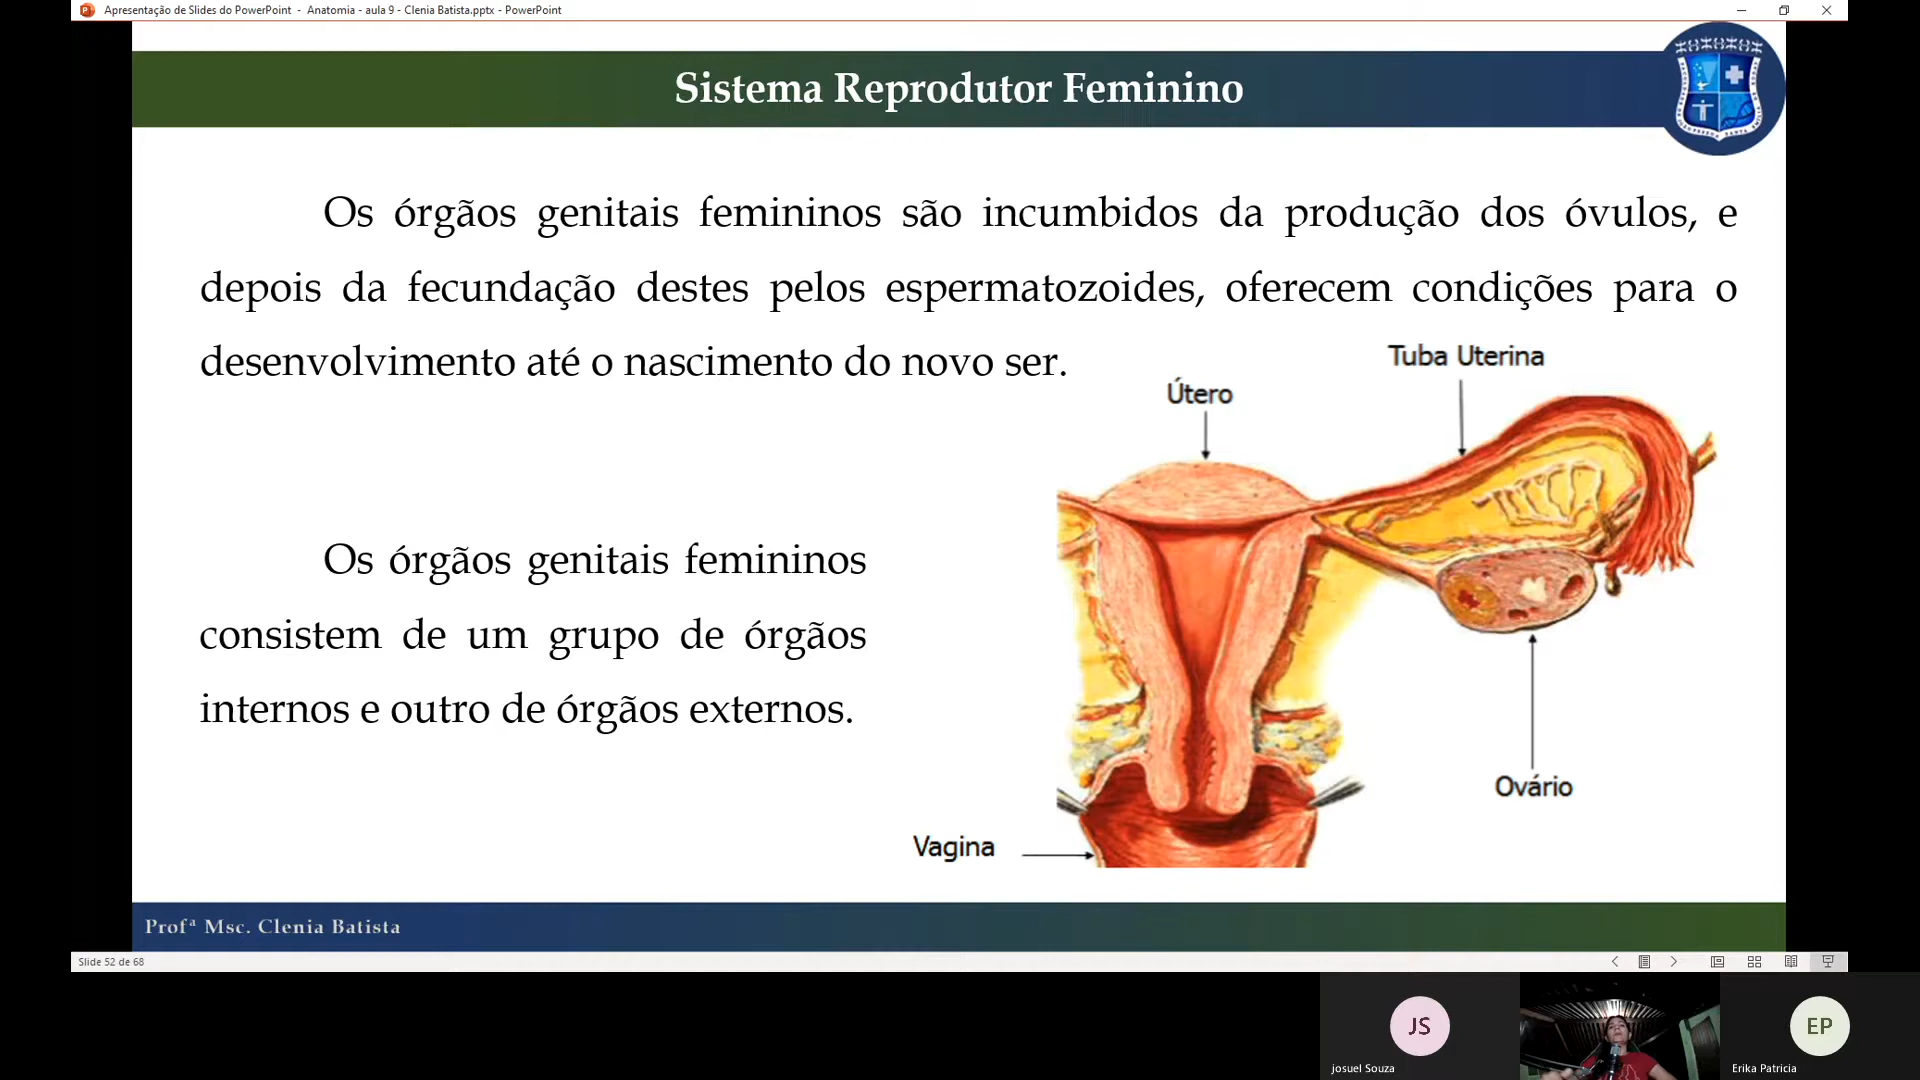 Apresentação de Slides do PowerPoint - Anatomia - aula 9 - Clenia Batista.pptx - PowerPoint
Sistema Reprodutor Feminino
Os órgãos genitais femininos são incumbidos da produção dos óvulos, e
depois da fecundação destes pelos espermatozoides, oferecem condições para o
desenvolvimento até o nascimento do novo ser.
Tuba Uterina
Útero
Os órgãos genitais femininos
consistem de um grupo de órgãos
internos e outro de órgãos externos.
Ovário
Vagina
Profª Msc. Clenia Batista
Slide 52 de 68
JS
EP
josuel Souza
Erika Patricia